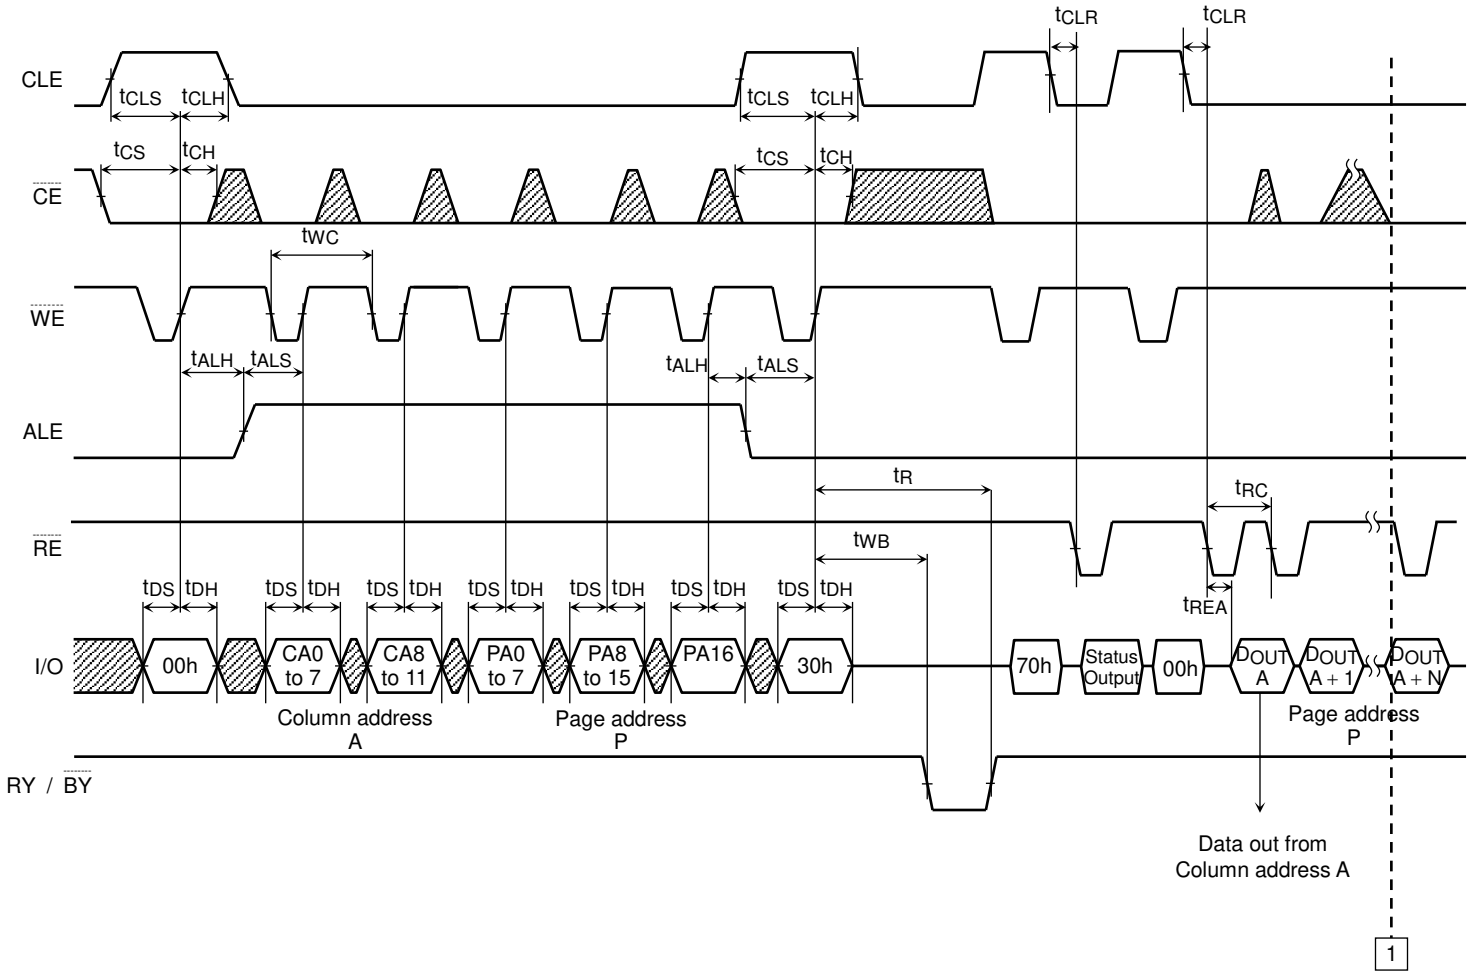 tCLR tCLR
CLE
tCLS tCLH tCLS tCLH
tCS tCH tCS tCH
CE
tWC
WE
tALH tALS tALH tALS
ALE
tR
tRC
RE
tWB
tDS tDH tDS tDH tDS tDH tDS tDH tDS tDH tDS tDH tDS tDH
tREA
I/O
00h
CA0
to 7
CA8
to 11
PA0
to 7
PA8
to 15
PA16
30h
70h
Status
Output
00h
DOUT
A
DOUT
A + 1
DOUT
A + N
Column address
A
Page address
P
Page address
P
RY / BY
Data out from
Column address A
1